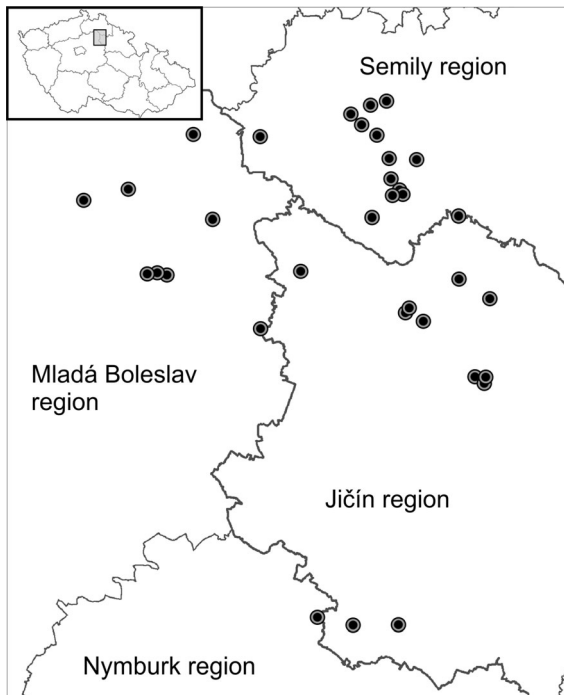 Semily region
Mladá Boleslav
region
Jičín region
Nymburk region